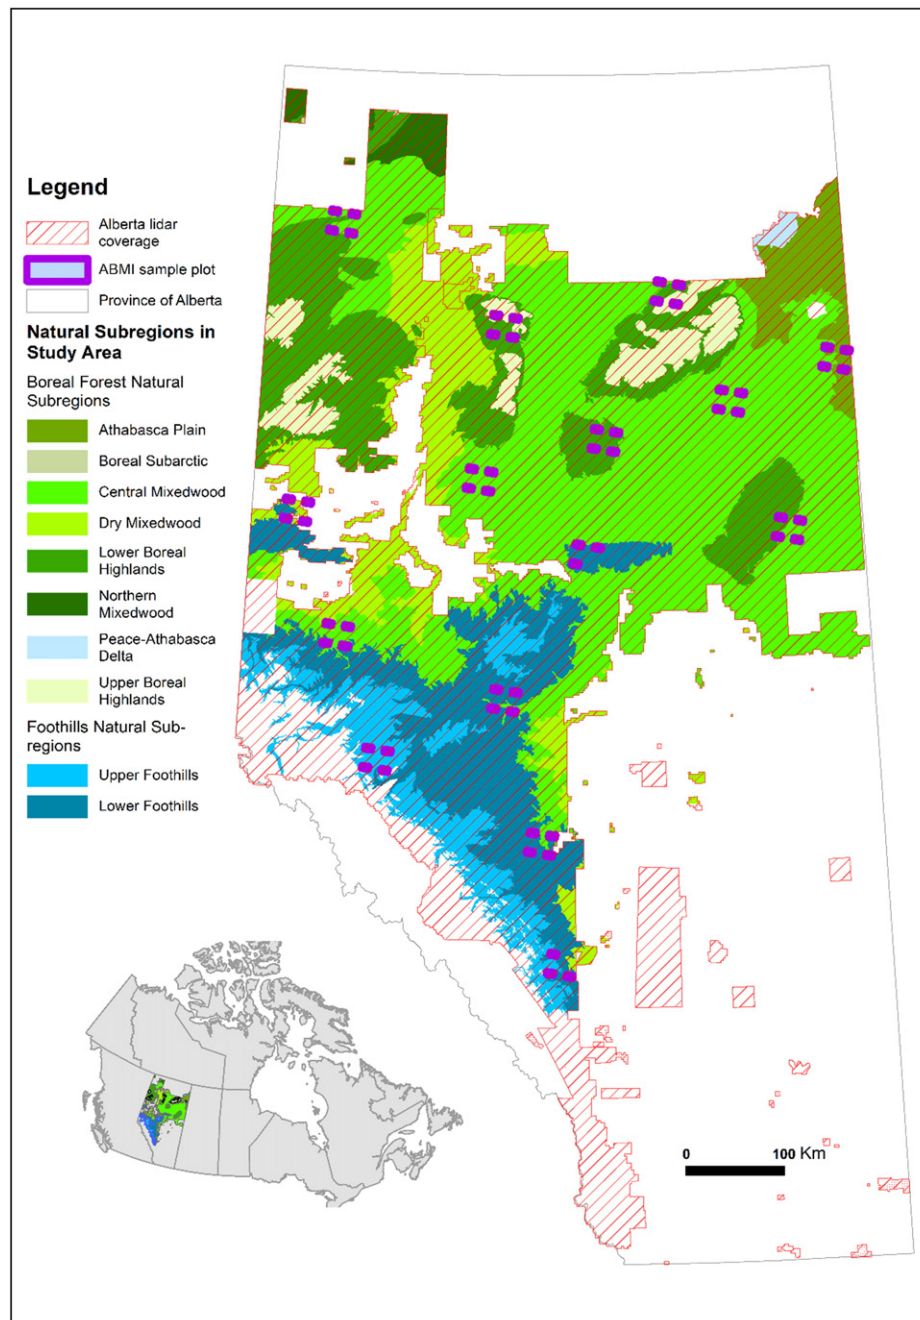 Legend
Alberta lidar
coverage
ABMI sample plot
Province of Alberta
Natural Subregions in
Study Area
Boreal Forest Natural
Subregions
Athabasca Plain
Boreal Subarctic
Central Mixedwood
Dry Mixedwood
Lower Boreal
Highlands
Northern
Mixedwood
Peace-Athabasca
Delta
Upper Boreal
Highlands
Foothills Natural Sub-
regions
Upper Foothills
Lower Foothills
0 100 Km